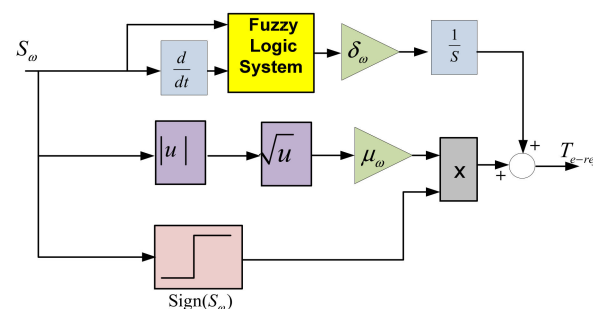 S_ω
d/dt
Fuzzy
Logic
System
δ_ω
1/S
+
|u|
√u
μ_ω
X
+
T_e-re
Sign(S_ω)